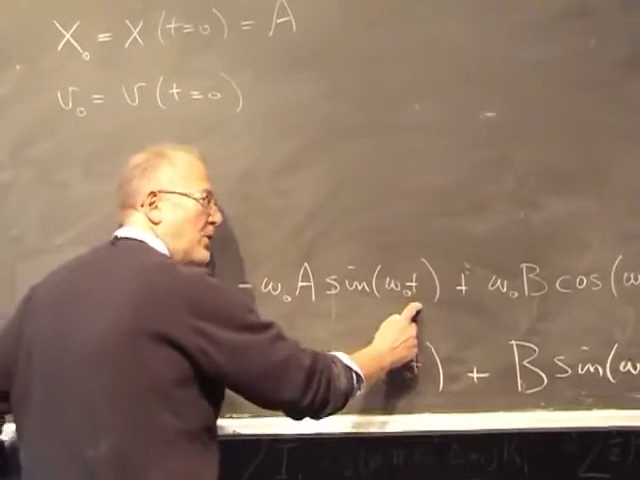 X₀ = X (t=0) = A
v₀ = v (t=0)
- ω₀ A sin(ω₀t) + ω₀ B cos(ω
t) + B sin(ω